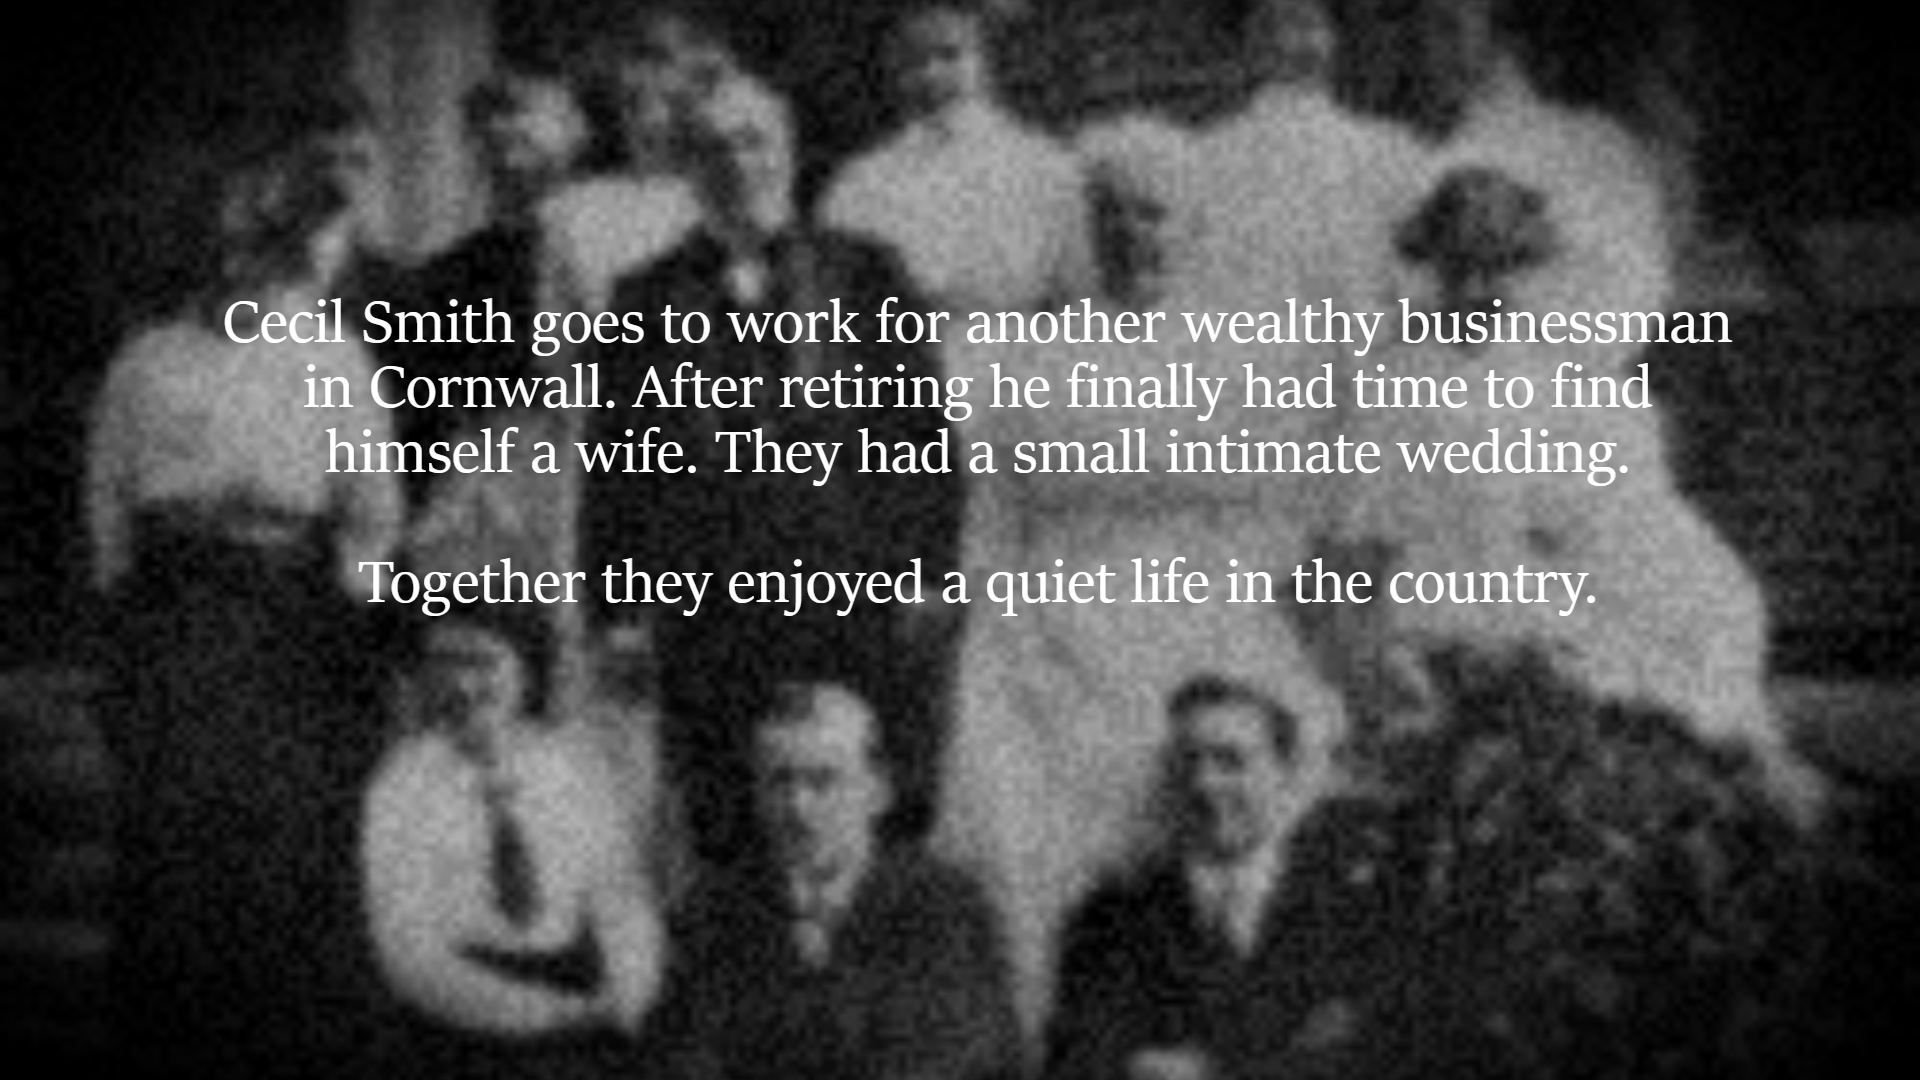 Cecil Smith goes to work for another wealthy businessman
in Cornwall. After retiring he finally had time to find
himself a wife. They had a small intimate wedding.
Together they enjoyed a quiet life in the country.